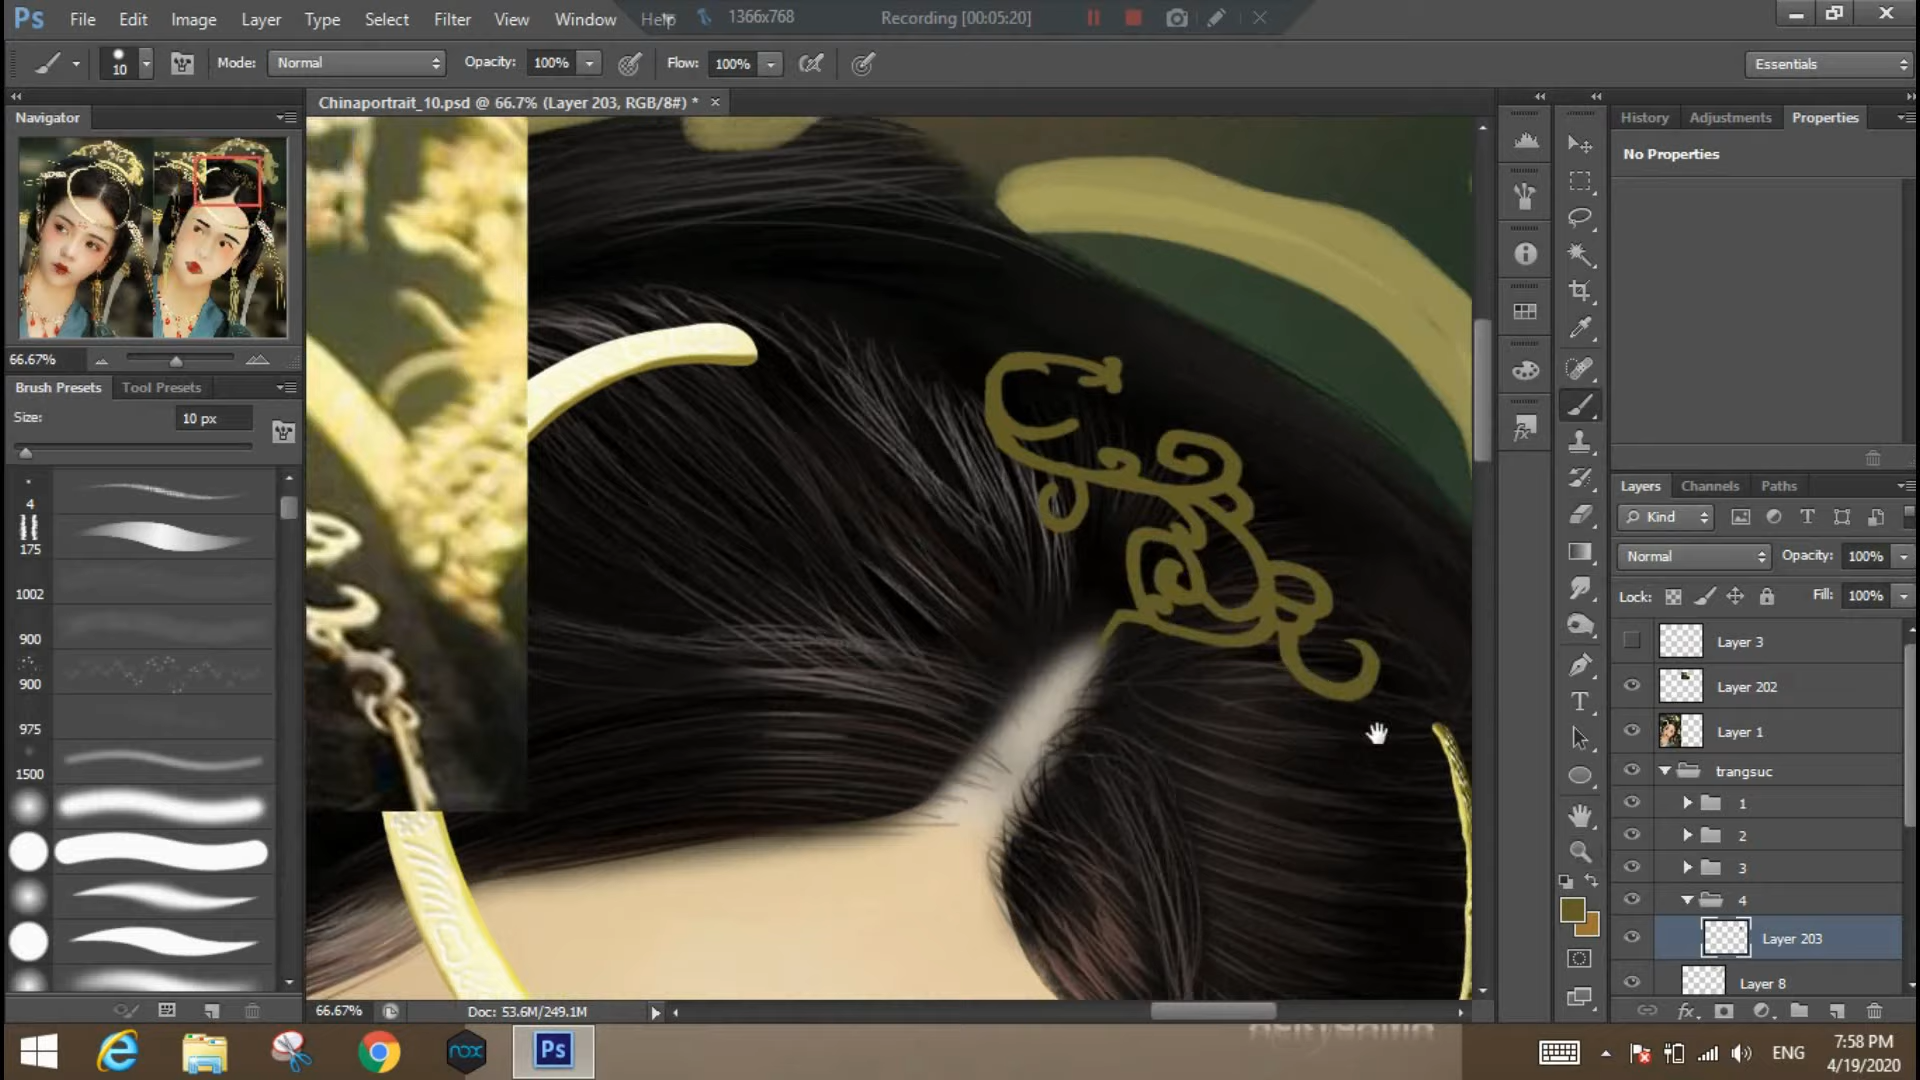 Ps File Edit Image Layer Type Select Filter View Window Help 1366x768 Recording [00:05:20]
10 Mode: Normal Opacity: 100% Flow: 100% Essentials
Navigator
Chinaportrait_10.psd @ 66.7% (Layer 203, RGB/8#) *
History Adjustments Properties
No Properties
66.67%
Brush Presets Tool Presets
Size: 10 px
4
175
1002
900
900
975
1500
Layers Channels Paths
Kind
Normal Opacity: 100%
Lock: Fill: 100%
Layer 3
Layer 202
Layer 1
trangsuc
1
2
3
4
Layer 203
Layer 8
66.67% Doc: 53.6M/249.1M
nox Ps ENG 7:58 PM
4/19/2020